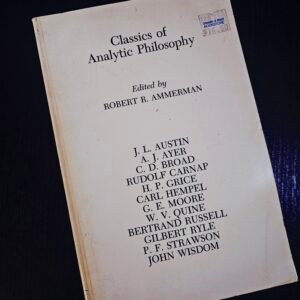 Classics of
Analytic Philosophy
Edited by
ROBERT R. AMMERMAN
J. L. AUSTIN
A. J. AYER
C. D. BROAD
RUDOLF CARNAP
H. P. GRICE
CARL HEMPEL
G. E. MOORE
W. V. QUINE
BERTRAND RUSSELL
GILBERT RYLE
P. F. STRAWSON
JOHN WISDOM